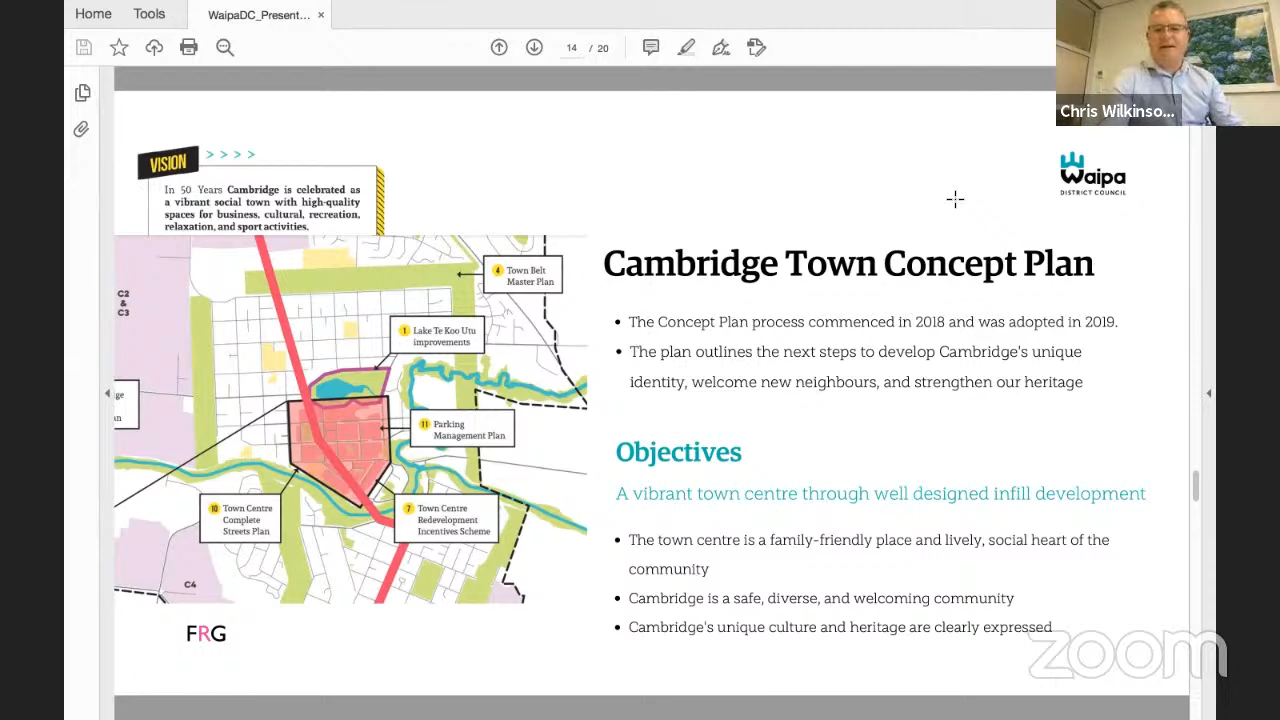 Home
Tools
WaipaDC_Present...
×
14 / 20
Chris Wilkinso...
VISION
> > > >
In 50 Years Cambridge is celebrated as
a vibrant social town with high-quality
spaces for business, cultural, recreation,
relaxation, and sport activities.
Waipa
DISTRICT COUNCIL
Cambridge Town Concept Plan
• The Concept Plan process commenced in 2018 and was adopted in 2019.
• The plan outlines the next steps to develop Cambridge's unique
identity, welcome new neighbours, and strengthen our heritage
Objectives
A vibrant town centre through well designed infill development
• The town centre is a family-friendly place and lively, social heart of the
community
• Cambridge is a safe, diverse, and welcoming community
• Cambridge's unique culture and heritage are clearly expressed
C2
&
C3
4 Town Belt
Master Plan
1 Lake Te Koo Utu
improvements
ge
an
11 Parking
Management Plan
10 Town Centre
Complete
Streets Plan
7 Town Centre
Redevelopment
Incentives Scheme
C4
FRG
zoom